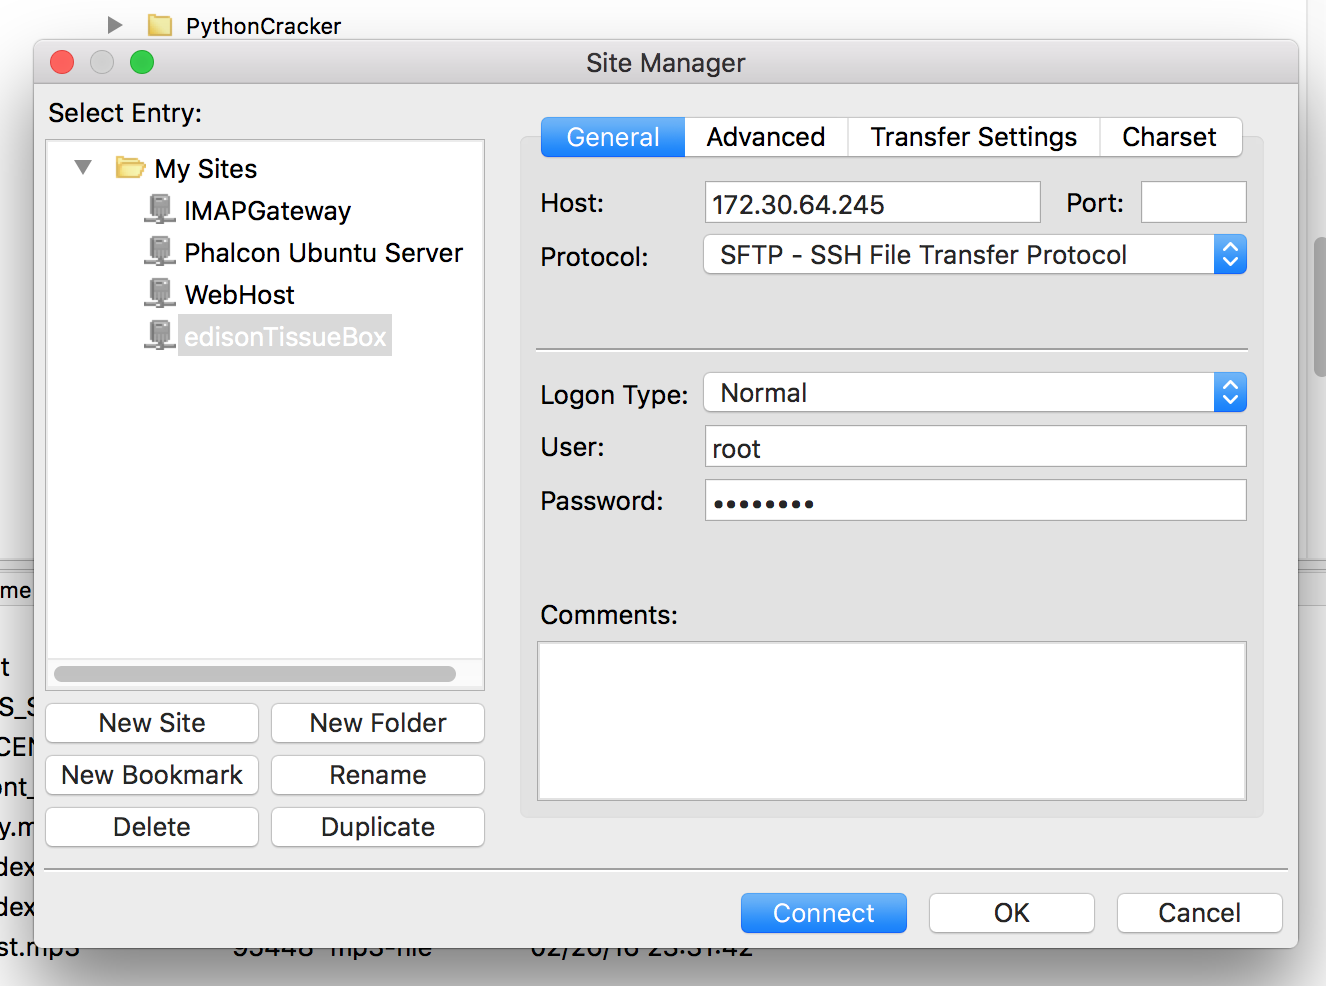 PythonCracker
Site Manager
Select Entry:
My Sites
IMAPGateway
Phalcon Ubuntu Server
WebHost
edisonTissueBox
New Site
New Folder
New Bookmark
Rename
Delete
Duplicate
General
Advanced
Transfer Settings
Charset
Host:
172.30.64.245
Port:
Protocol:
SFTP - SSH File Transfer Protocol
Logon Type:
Normal
User:
root
Password:
••••••••
Comments:
Connect
OK
Cancel
me
t
S_S
CEN
ont_
y.m
dex
dex
st.mp3 95448 mp3-file 02/26/16 23:31:42